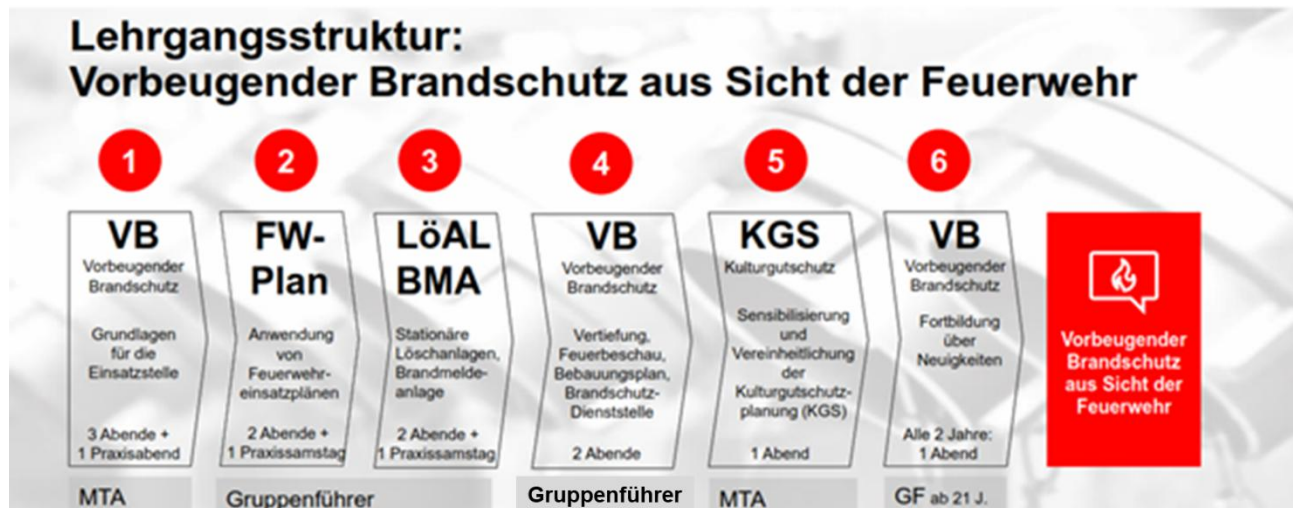 Lehrgangsstruktur:
Vorbeugender Brandschutz aus Sicht der Feuerwehr
1
VB
Vorbeugender
Brandschutz
Grundlagen
für die
Einsatzstelle
3 Abende +
1 Praxisabend
MTA
2
FW-
Plan
Anwendung
von
Feuerwehr-
einsatzplänen
2 Abende +
1 Praxissamstag
3
LöAL
BMA
Stationäre
Löschanlagen,
Brandmelde-
anlage
2 Abende +
1 Praxissamstag
Gruppenführer
4
VB
Vorbeugender
Brandschutz
Vertiefung,
Feuerbeschau,
Bebauungsplan,
Brandschutz-
Dienststelle
2 Abende
Gruppenführer
5
KGS
Kulturgutschutz
Sensibilisierung
und
Vereinheitlichung
der
Kulturgutschutz-
planung (KGS)
1 Abend
MTA
6
VB
Vorbeugender
Brandschutz
Fortbildung
über
Neuigkeiten
Alle 2 Jahre:
1 Abend
GF ab 21 J.
Vorbeugender
Brandschutz
aus Sicht der
Feuerwehr